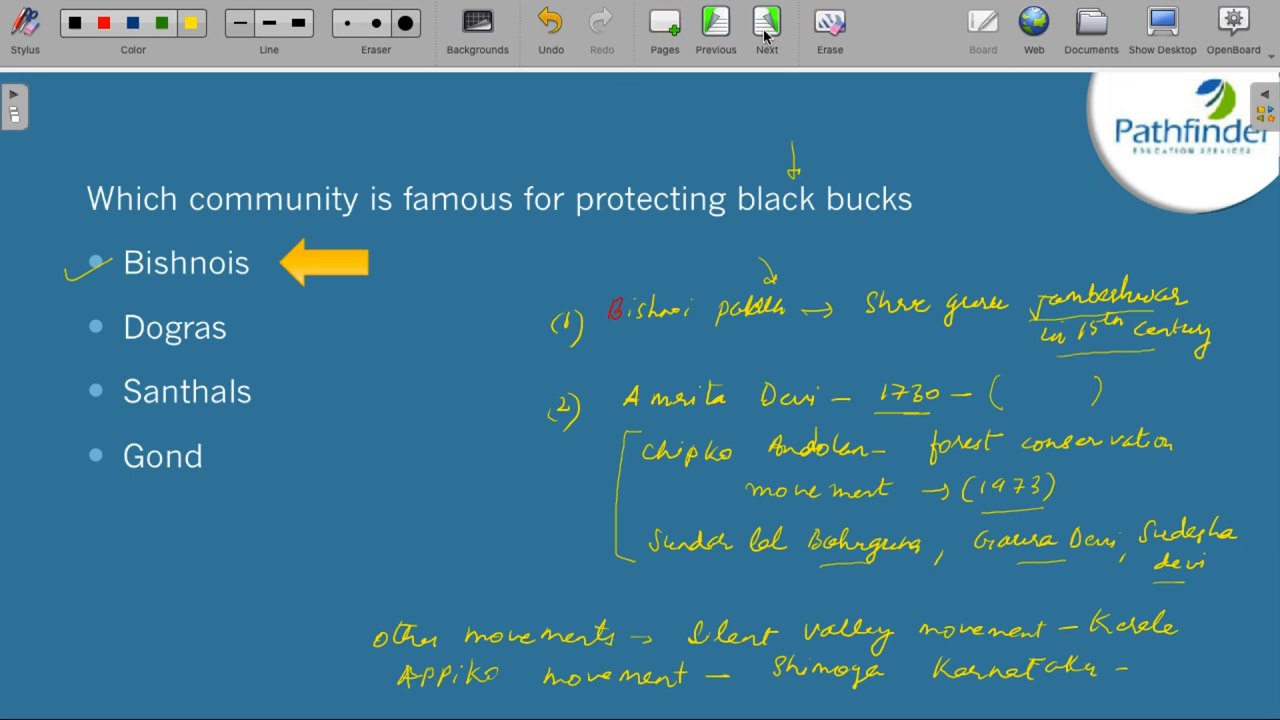 Stylus
Color
Line
Eraser
Backgrounds
Undo
Redo
Pages
Previous
Next
Erase
Board
Web
Documents
Show Desktop
OpenBoard
Pathfinder
EDUCATION SERVICES
Which community is famous for protecting black bucks
Bishnois
Dogras
Santhals
Gond
(1) Bishnoi → Shree guru Jambeshwar
in 15th Century
(2) Amrita Devi - 1730 - ( )
Chipko Andolan - forest conservation
movement → (1973)
Sundar lal Bahuguna, Gaura Devi, Sudesha
devi
Other movements → Silent valley movement - Kerala
Appiko movement - Shimoga Karnataka -